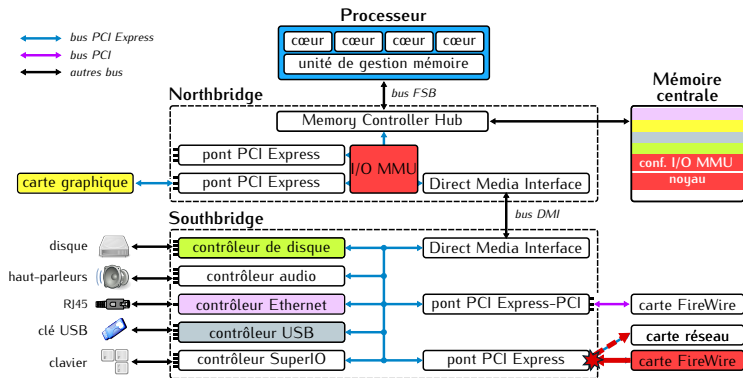 Processeur
cœur cœur cœur cœur
unité de gestion mémoire
bus PCI Express
bus PCI
autres bus
bus FSB
Northbridge
Memory Controller Hub
pont PCI Express
pont PCI Express
I/O MMU
Direct Media Interface
carte graphique
Mémoire
centrale
conf. I/O MMU
noyau
bus DMI
Southbridge
disque
contrôleur de disque
Direct Media Interface
haut-parleurs
contrôleur audio
RJ45
contrôleur Ethernet
pont PCI Express-PCI
carte FireWire
clé USB
contrôleur USB
carte réseau
clavier
contrôleur SuperIO
pont PCI Express
carte FireWire